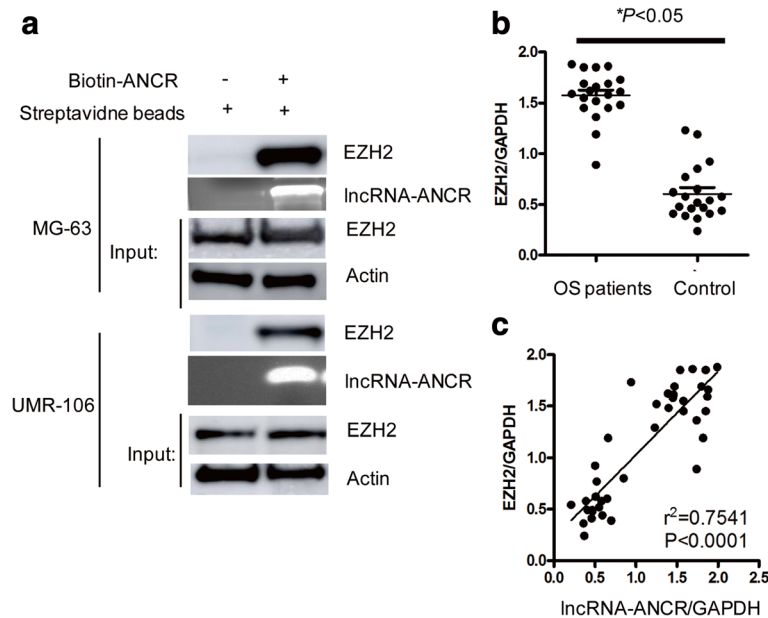 a
Biotin-ANCR - +
Streptavidne beads + +
MG-63
EZH2
lncRNA-ANCR
Input:
EZH2
Actin
UMR-106
EZH2
lncRNA-ANCR
Input:
EZH2
Actin
b
*P<0.05
EZH2/GAPDH
2.0
1.5
1.0
0.5
0.0
OS patients Control
c
EZH2/GAPDH
2.0
1.5
1.0
0.5
0.0
r²=0.7541
P<0.0001
0.0 0.5 1.0 1.5 2.0 2.5
lncRNA-ANCR/GAPDH